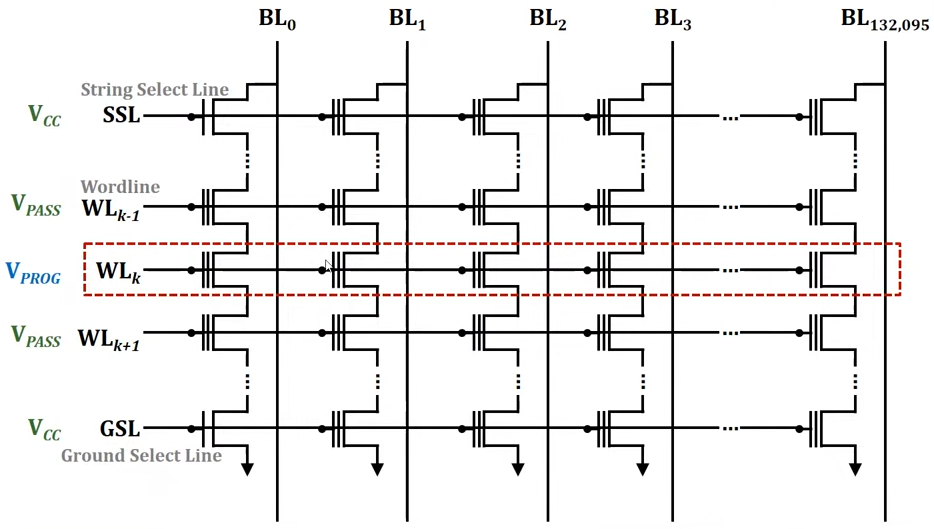 BL0 BL1 BL2 BL3 BL132,095
String Select Line
VCC SSL ...
Wordline
VPASS WLk-1 ...
VPROG WLk ...
VPASS WLk+1 ...
VCC GSL ...
Ground Select Line